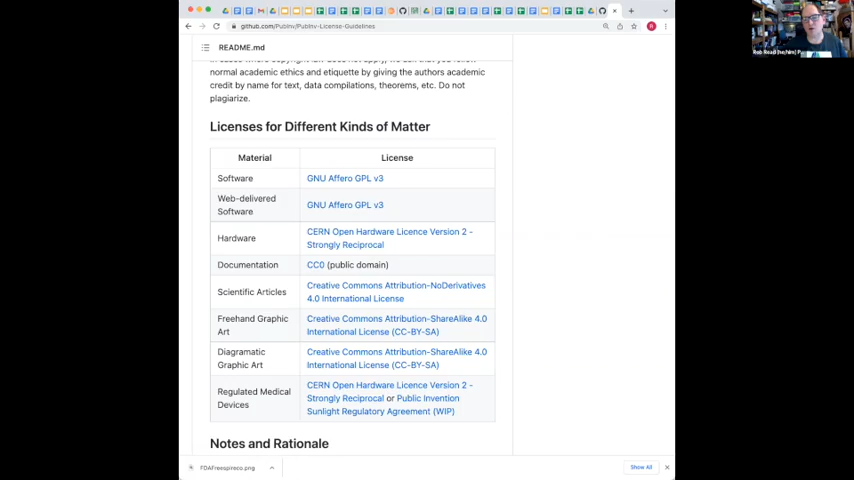 github.com/PubInv/PubInv-License-Guidelines
R
Rob Read (he him) P
README.md
normal academic ethics and etiquette by giving the authors academic
credit by name for text, data compilations, theorems, etc. Do not
plagiarize.
Licenses for Different Kinds of Matter
Material License
Software GNU Affero GPL v3
Web-delivered
Software GNU Affero GPL v3
Hardware CERN Open Hardware Licence Version 2 -
Strongly Reciprocal
Documentation CC0 (public domain)
Scientific Articles Creative Commons Attribution-NoDerivatives
4.0 International License
Freehand Graphic
Art Creative Commons Attribution-ShareAlike 4.0
International License (CC-BY-SA)
Diagramatic
Graphic Art Creative Commons Attribution-ShareAlike 4.0
International License (CC-BY-SA)
Regulated Medical
Devices CERN Open Hardware Licence Version 2 -
Strongly Reciprocal or Public Invention
Sunlight Regulatory Agreement (WIP)
Notes and Rationale
FDAFreespireco.png
Show All